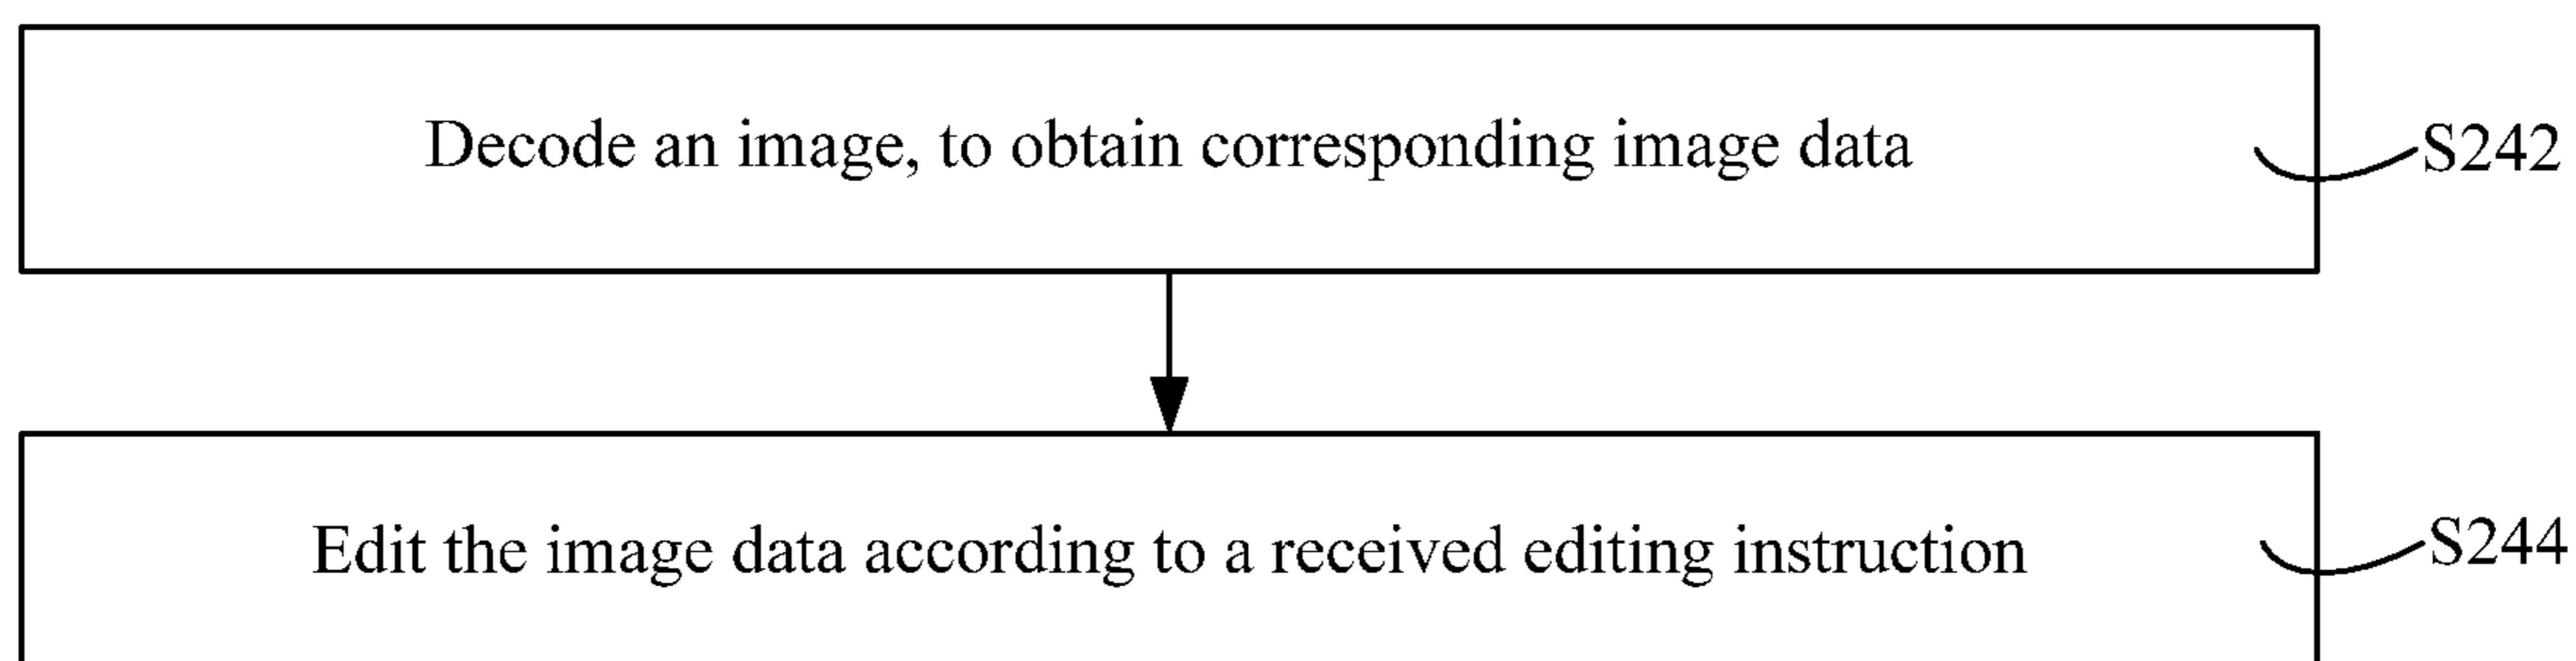 Decode an image, to obtain corresponding image data
S242
Edit the image data according to a received editing instruction
S244